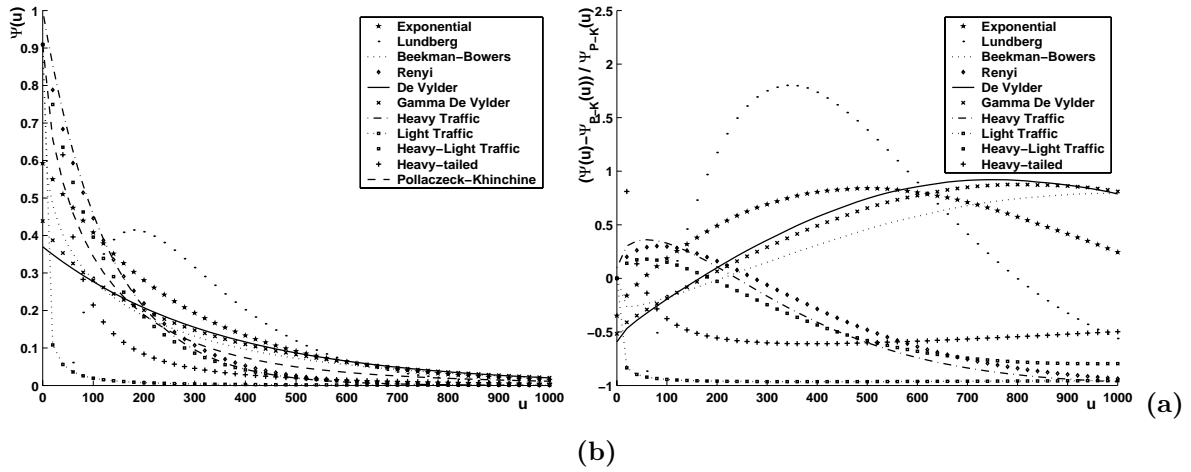 Ψ(u)
1
0.9
0.8
0.7
0.6
0.5
0.4
0.3
0.2
0.1
0
0 100 200 300 400 500 600 700 800 900 1000
u
Exponential
Lundberg
Beekman−Bowers
Renyi
De Vylder
Gamma De Vylder
Heavy Traffic
Light Traffic
Heavy−Light Traffic
Heavy−tailed
Pollaczeck−Khinchine
(Ψ(u)−Ψ_P−K(u)) / Ψ_P−K(u)
2.5
2
1.5
1
0.5
0
−0.5
−1
0 100 200 300 400 500 600 700 800 900 1000
u
Exponential
Lundberg
Beekman−Bowers
Renyi
De Vylder
Gamma De Vylder
Heavy Traffic
Light Traffic
Heavy−Light Traffic
Heavy−tailed
(a)
(b)